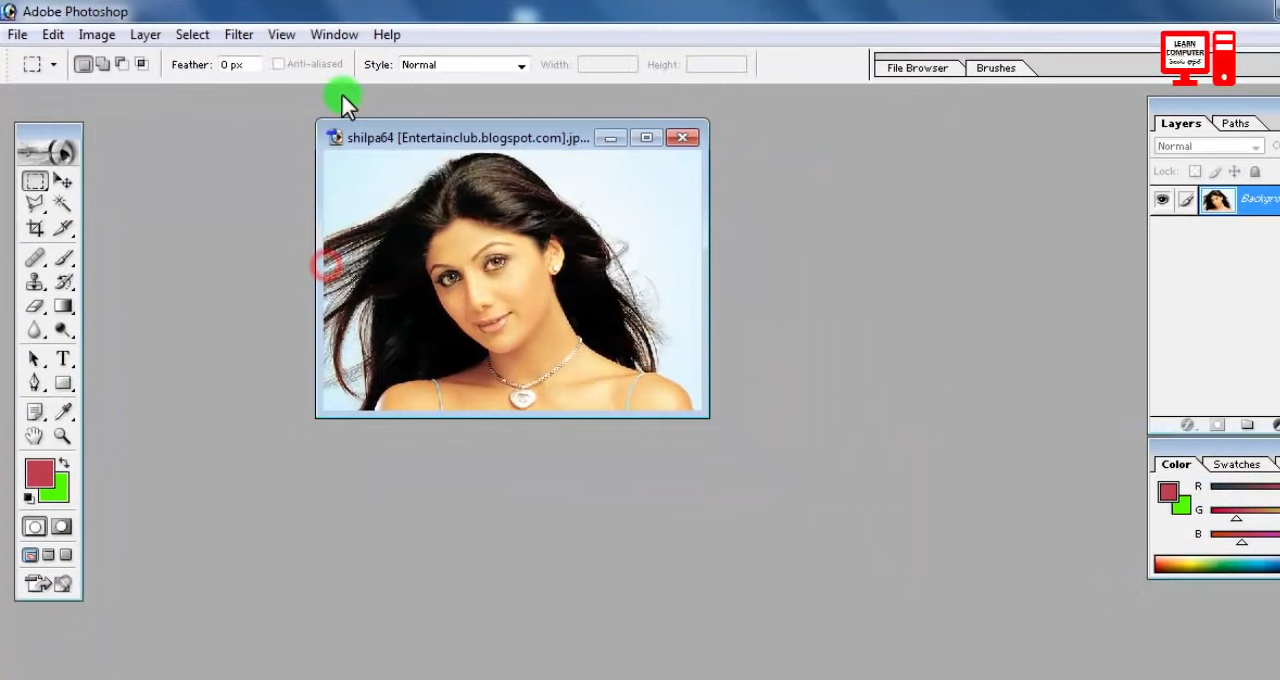 Adobe Photoshop
File Edit Image Layer Select Filter View Window Help
Feather: 0 px Anti-aliased Style: Normal Width: Height: File Browser Brushes
LEARN
COMPUTER
shilpa64 [Entertainclub.blogspot.com].jp...
Layers Paths
Normal
Lock:
T
Color Swatches
R
G
B